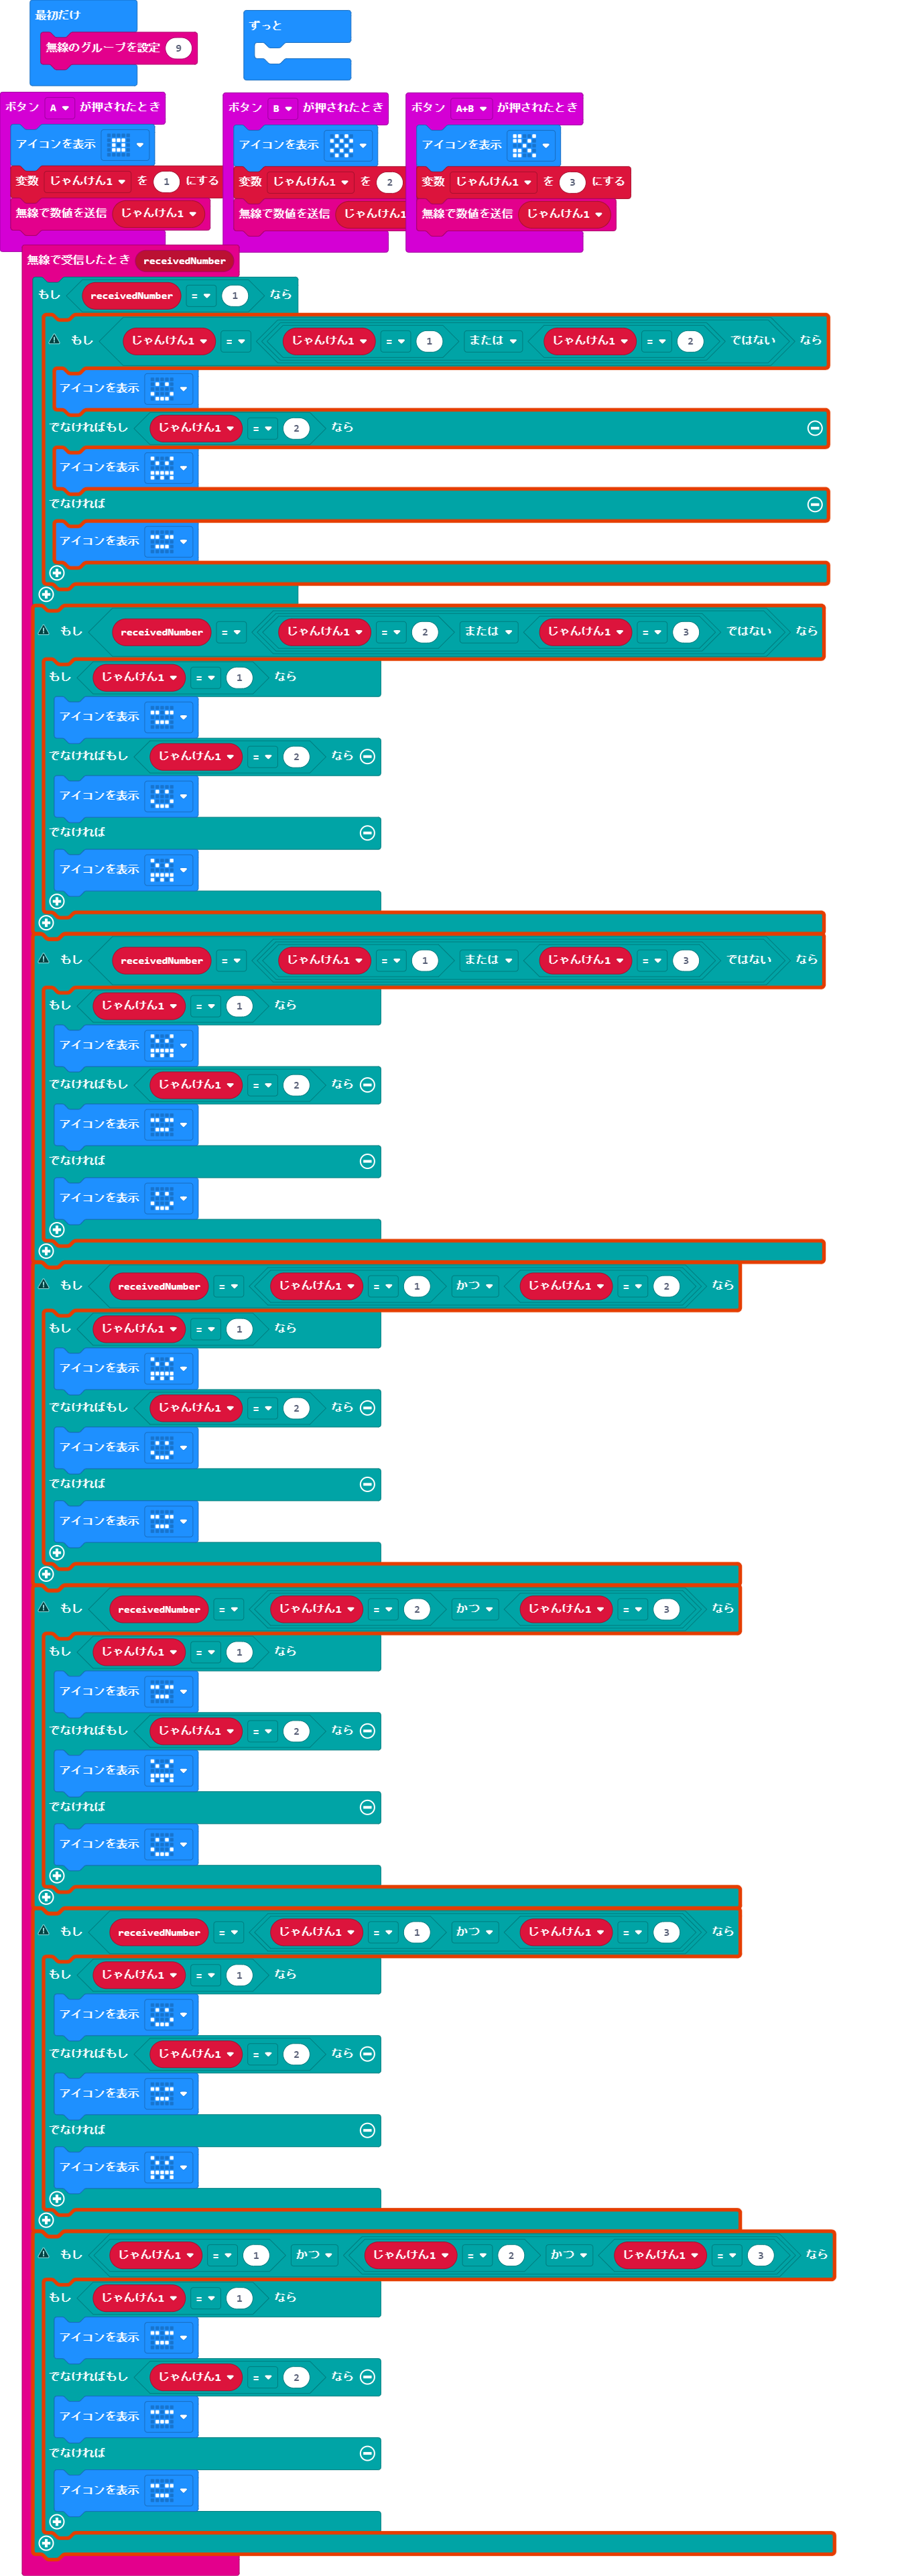 最初だけ
無線のグループを設定 9
ずっと
ボタン A が押されたとき
アイコンを表示
変数 じゃんけん1 を 1 にする
無線で数値を送信 じゃんけん1
ボタン B が押されたとき
アイコンを表示
変数 じゃんけん1 を 2
無線で数値を送信 じゃんけん1
ボタン A+B が押されたとき
アイコンを表示
変数 じゃんけん1 を 3 にする
無線で数値を送信 じゃんけん1
無線で受信したとき receivedNumber
もし receivedNumber = 1 なら
もし じゃんけん1 = じゃんけん1 = 1 または じゃんけん1 = 2 ではない なら
アイコンを表示
でなければもし じゃんけん1 = 2 なら
アイコンを表示
でなければ
アイコンを表示
もし receivedNumber = じゃんけん1 = 2 または じゃんけん1 = 3 ではない なら
もし じゃんけん1 = 1 なら
アイコンを表示
でなければもし じゃんけん1 = 2 なら
アイコンを表示
でなければ
アイコンを表示
もし receivedNumber = じゃんけん1 = 1 または じゃんけん1 = 3 ではない なら
もし じゃんけん1 = 1 なら
アイコンを表示
でなければもし じゃんけん1 = 2 なら
アイコンを表示
でなければ
アイコンを表示
もし receivedNumber = じゃんけん1 = 1 かつ じゃんけん1 = 2 なら
もし じゃんけん1 = 1 なら
アイコンを表示
でなければもし じゃんけん1 = 2 なら
アイコンを表示
でなければ
アイコンを表示
もし receivedNumber = じゃんけん1 = 2 かつ じゃんけん1 = 3 なら
もし じゃんけん1 = 1 なら
アイコンを表示
でなければもし じゃんけん1 = 2 なら
アイコンを表示
でなければ
アイコンを表示
もし receivedNumber = じゃんけん1 = 1 かつ じゃんけん1 = 3 なら
もし じゃんけん1 = 1 なら
アイコンを表示
でなければもし じゃんけん1 = 2 なら
アイコンを表示
でなければ
アイコンを表示
もし じゃんけん1 = 1 かつ じゃんけん1 = 2 かつ じゃんけん1 = 3 なら
もし じゃんけん1 = 1 なら
アイコンを表示
でなければもし じゃんけん1 = 2 なら
アイコンを表示
でなければ
アイコンを表示